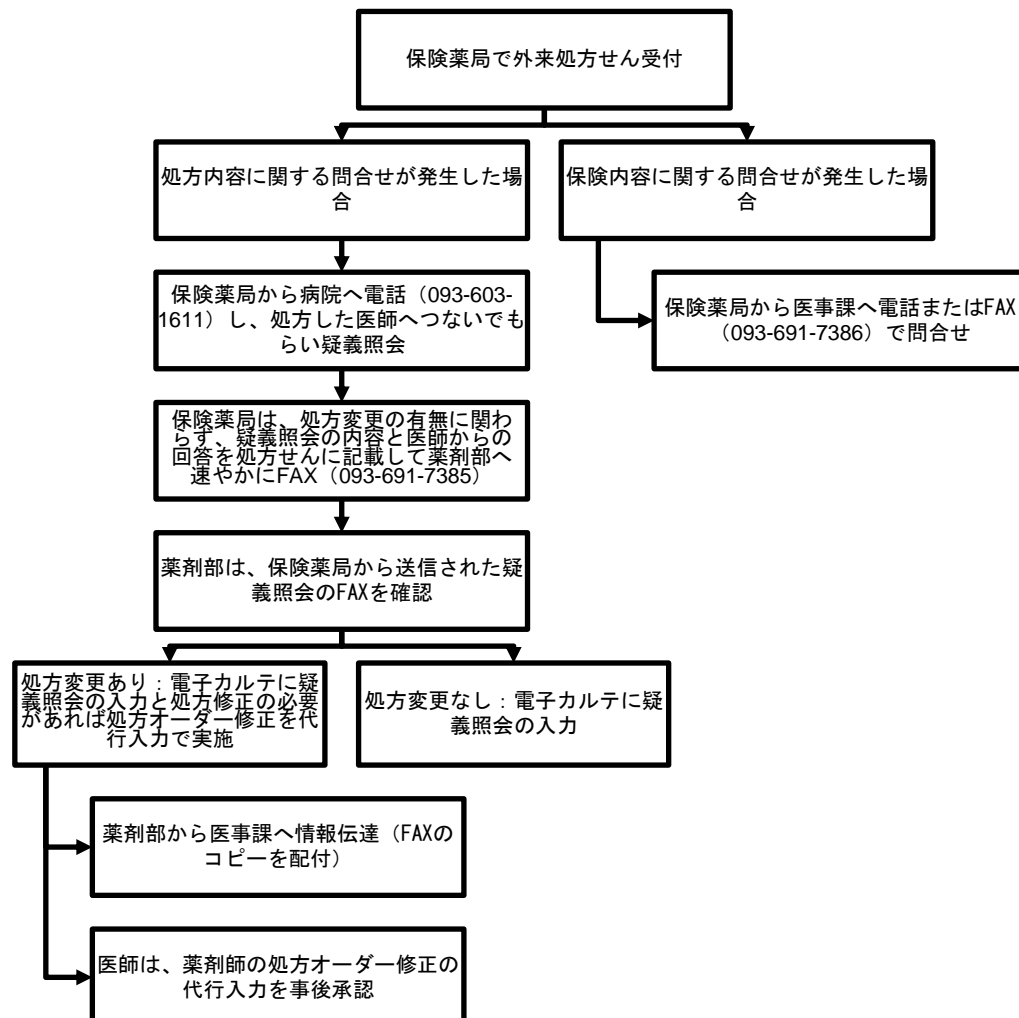 保険薬局で外来処方せん受付
処方内容に関する問合せが発生した場
合
保険内容に関する問合せが発生した場
合
保険薬局から病院へ電話（093-603-
1611）し、処方した医師へつないでも
らい疑義照会
保険薬局から医事課へ電話またはFAX
（093-691-7386）で問合せ
保険薬局は、処方変更の有無に関わ
らず、疑義照会の内容と医師からの
回答を処方せんに記載して薬剤部へ
速やかにFAX（093-691-7385）
薬剤部は、保険薬局から送信された疑
義照会のFAXを確認
処方変更あり：電子カルテに疑
義照会の入力と処方修正の必要
があれば処方オーダー修正を代
行入力で実施
処方変更なし：電子カルテに疑
義照会の入力
薬剤部から医事課へ情報伝達（FAXの
コピーを配付）
医師は、薬剤師の処方オーダー修正の
代行入力を事後承認